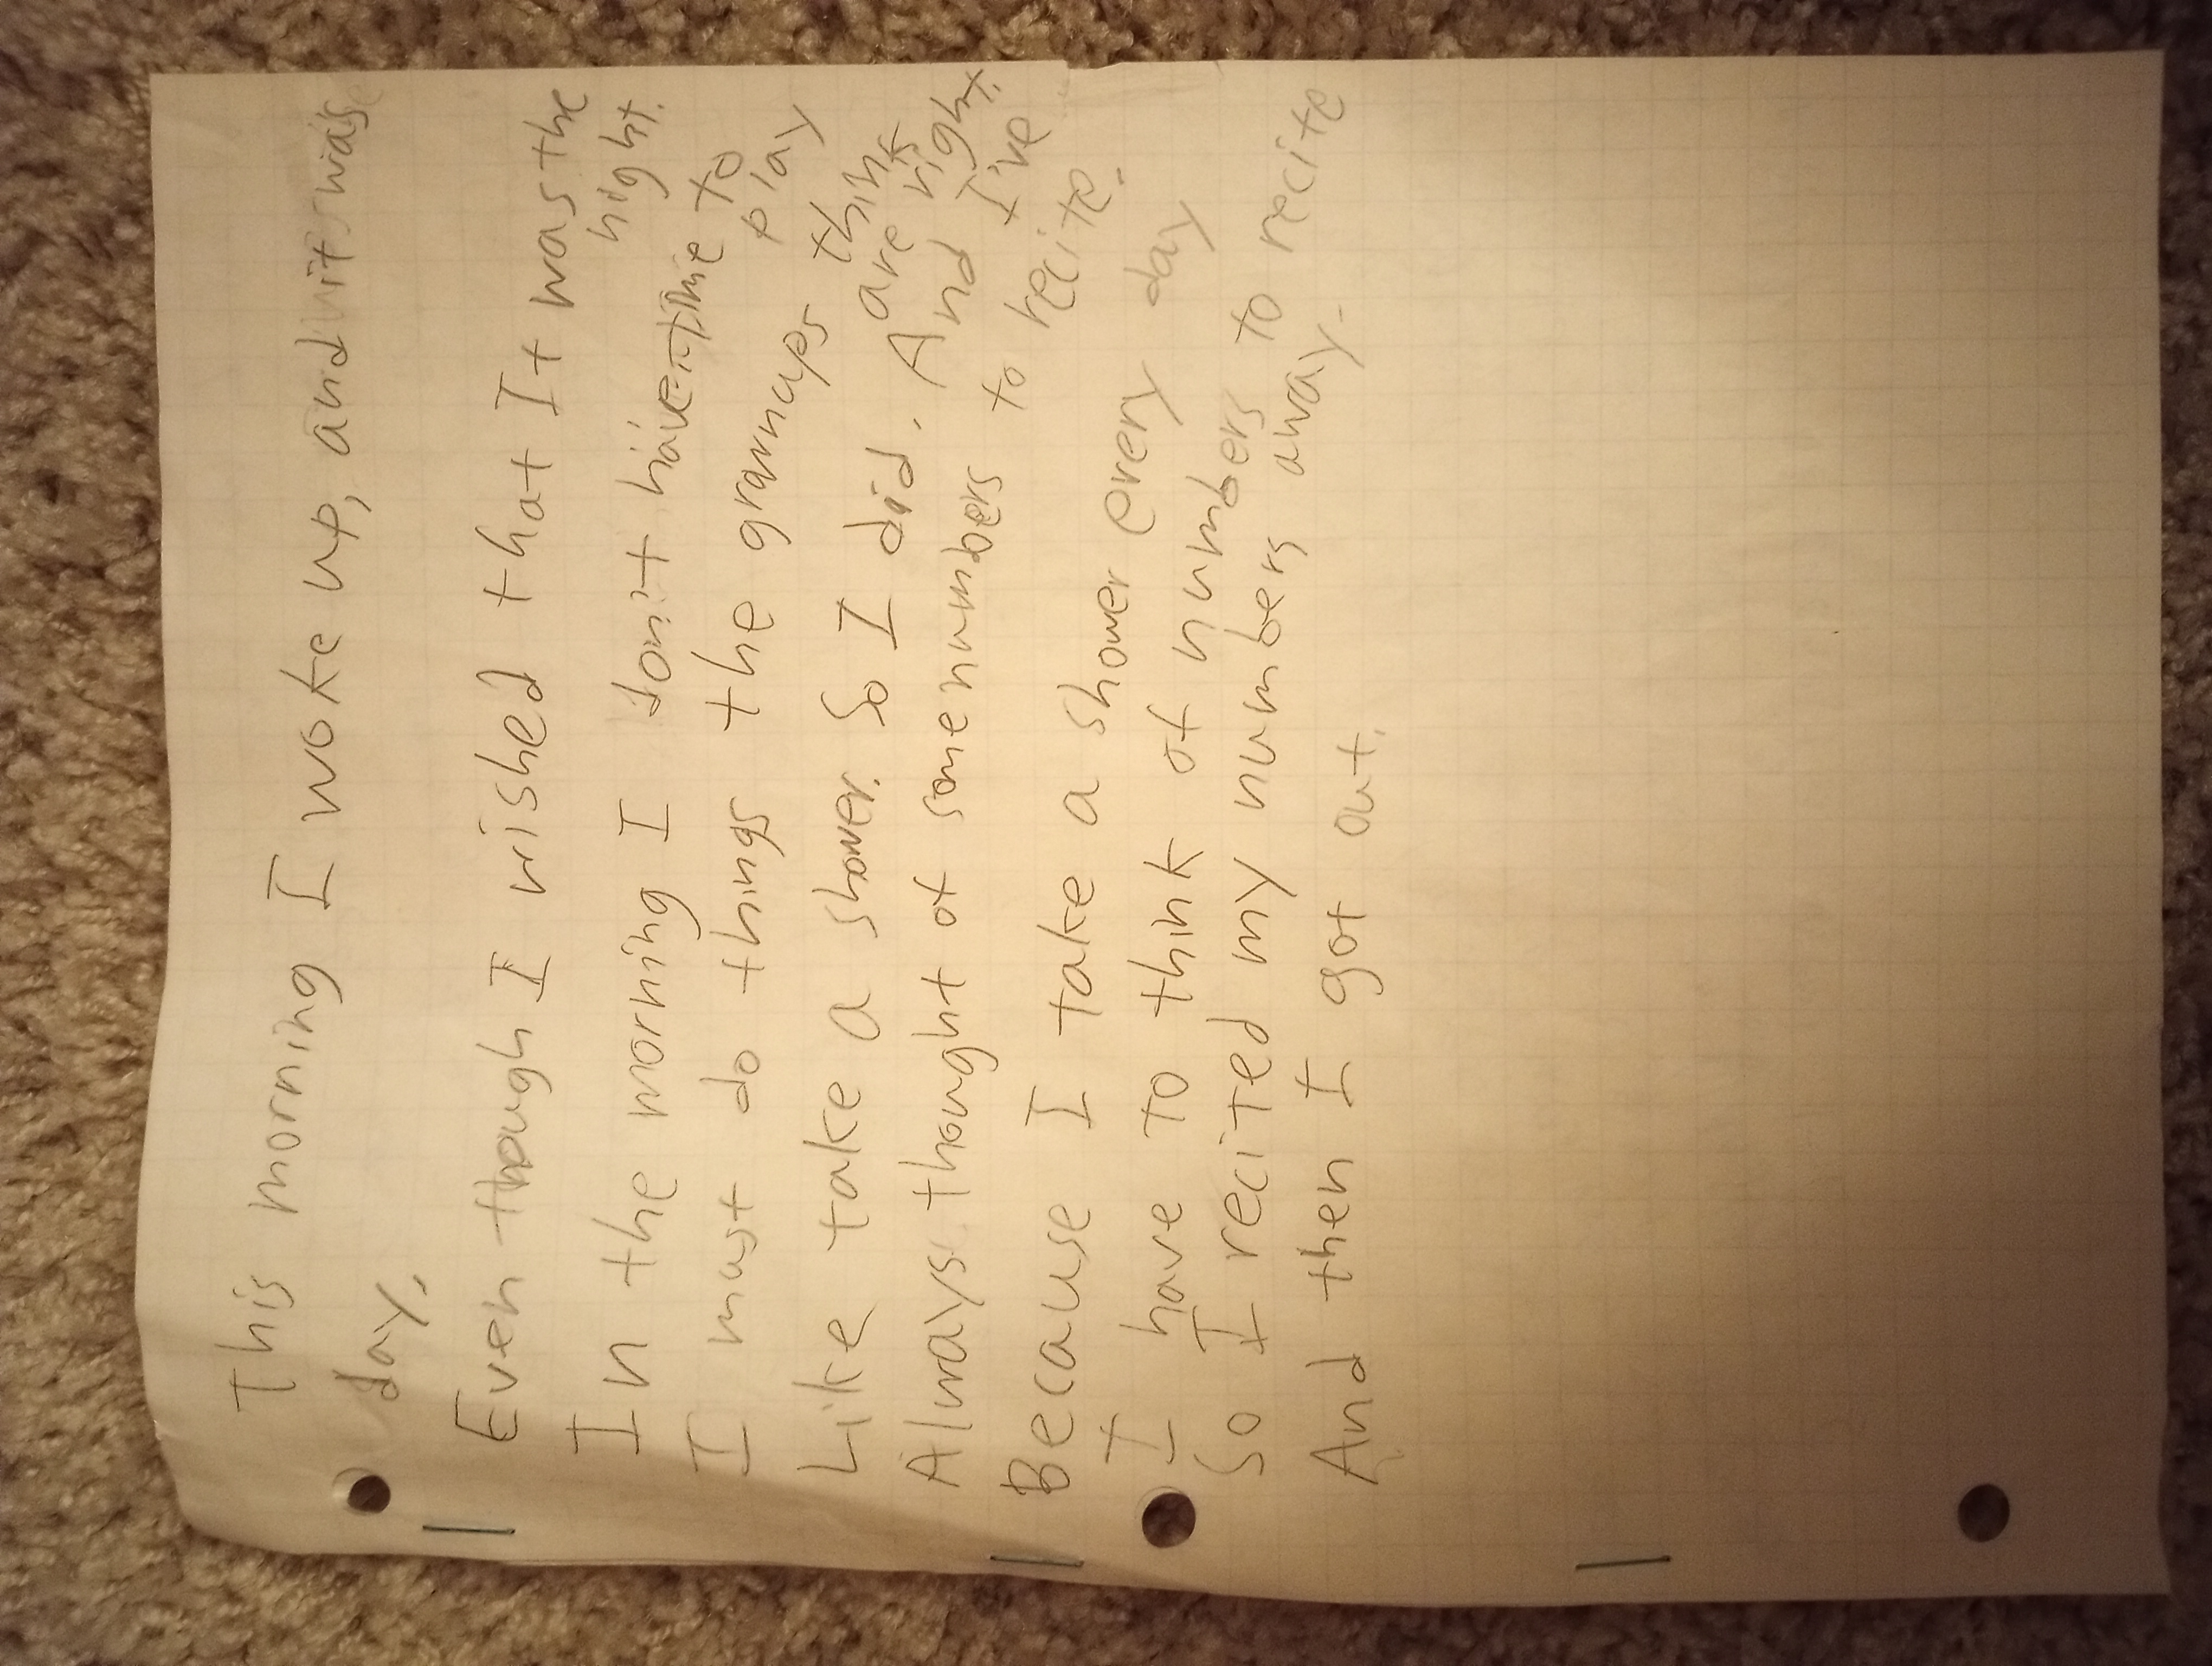 This morning I woke up, and it was
day,
Even though I wished that It was the
night.
In the morning I don't have time to
play
I must do things the grownups think
are right.
Like take a shower. So I did. And I've
Always thought of some numbers to recite.
Because I take a shower every day
I have to think of numbers to recite
So I recited my numbers away.
And then I got out.